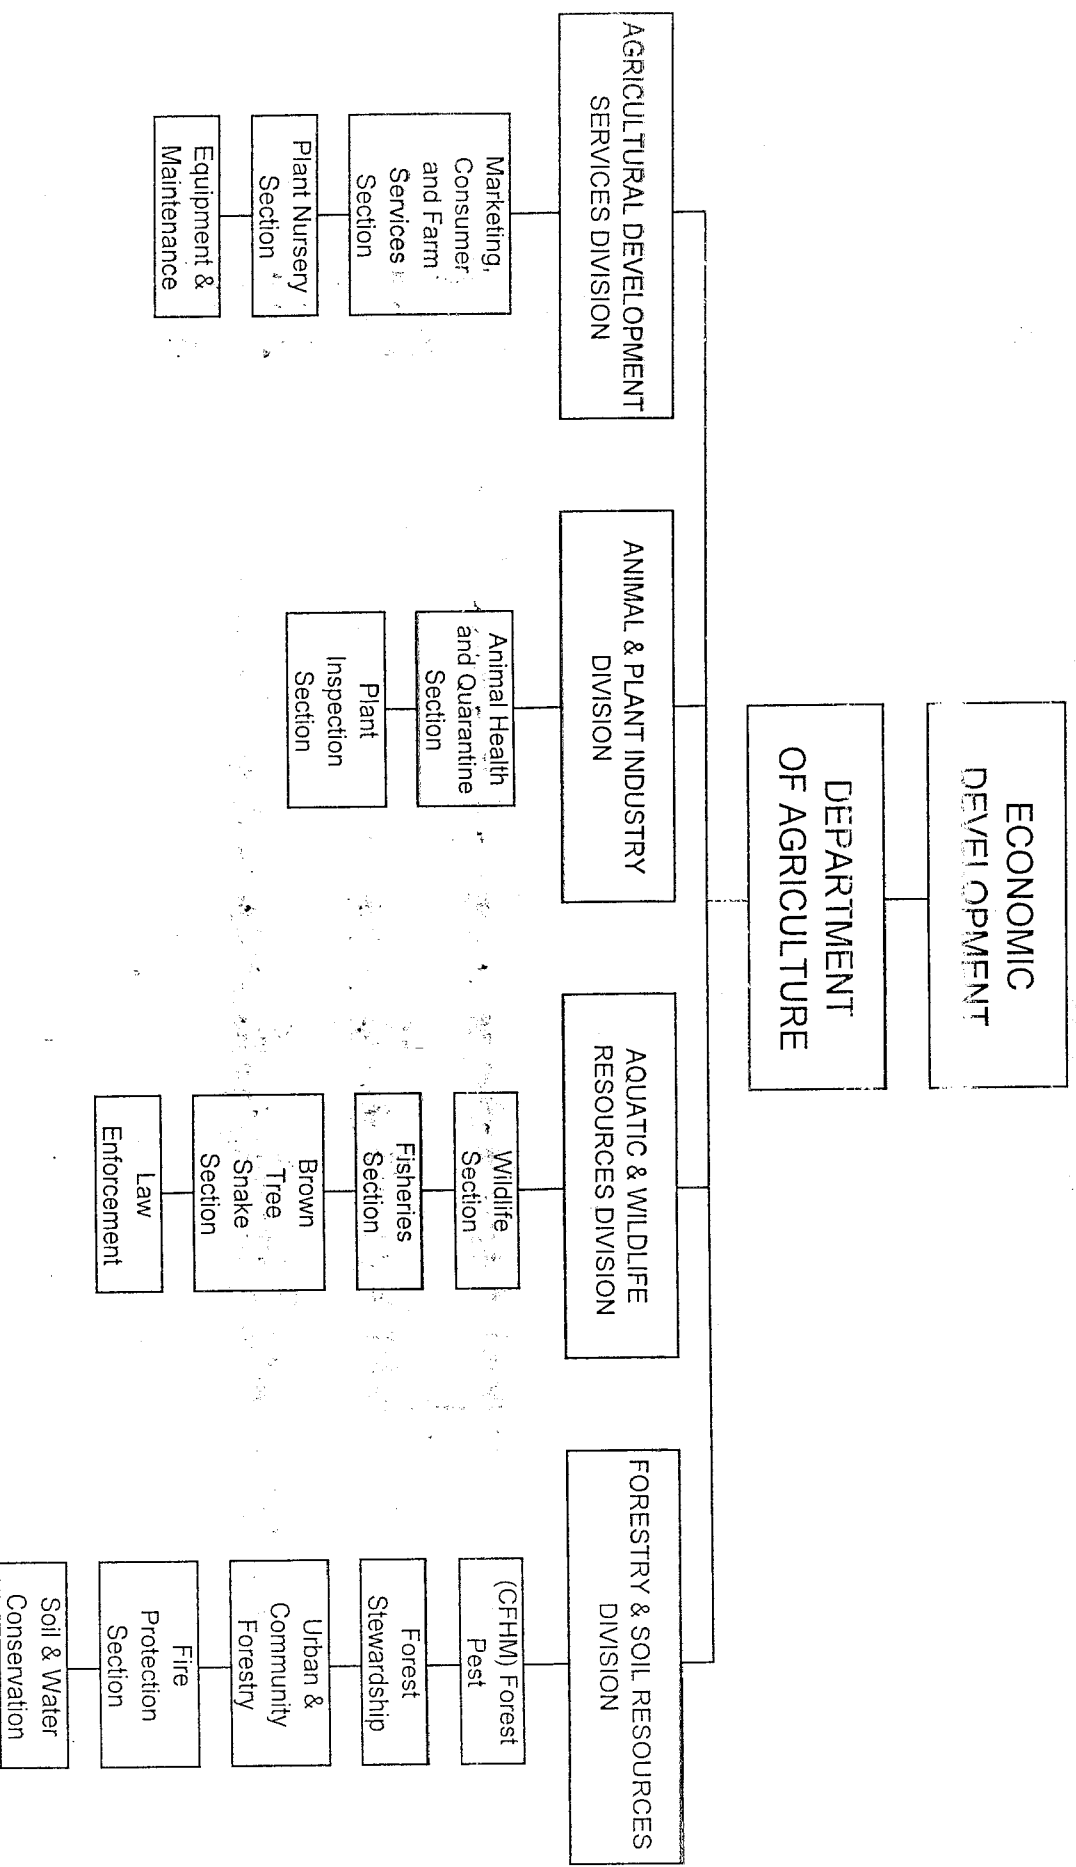 ECONOMIC
DEVELOPMENT
DEPARTMENT
OF AGRICULTURE
AGRICULTURAL DEVELOPMENT
SERVICES DIVISION
Marketing,
Consumer
and Farm
Services
Section
Plant Nursery
Section
Equipment &
Maintenance
ANIMAL & PLANT INDUSTRY
DIVISION
Animal Health
and Quarantine
Section
Plant
Inspection
Section
AQUATIC & WILDLIFE
RESOURCES DIVISION
Wildlife
Section
Fisheries
Section
Brown
Tree
Snake
Section
Law
Enforcement
FORESTRY & SOIL RESOURCES
DIVISION
(CFHM) Forest
Pest
Forest
Stewardship
Urban &
Community
Forestry
Fire
Protection
Section
Soil & Water
Conservation